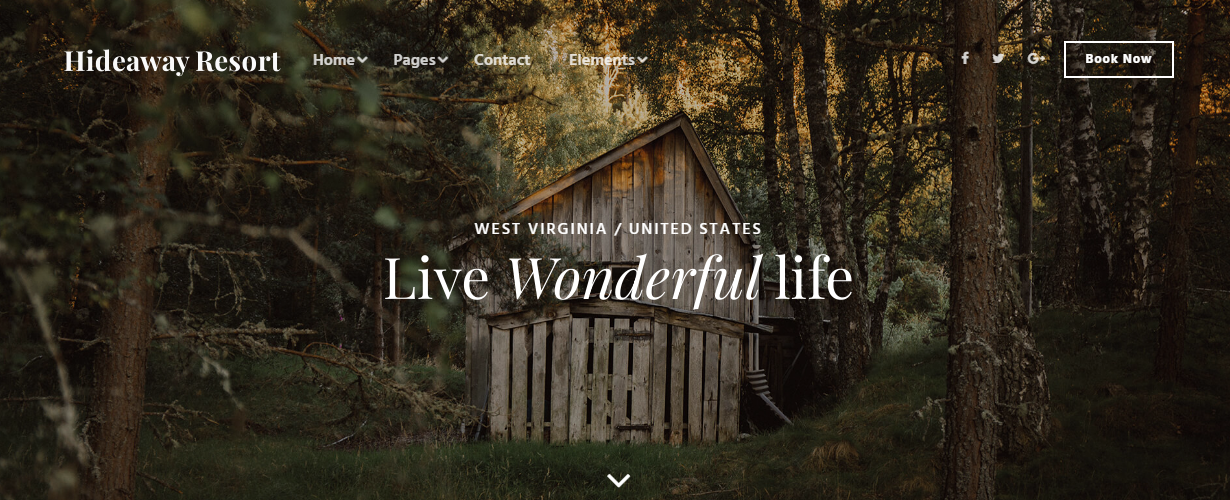 Hideaway Resort Home Pages Contact Elements Book Now
WEST VIRGINIA / UNITED STATES
Live Wonderful life